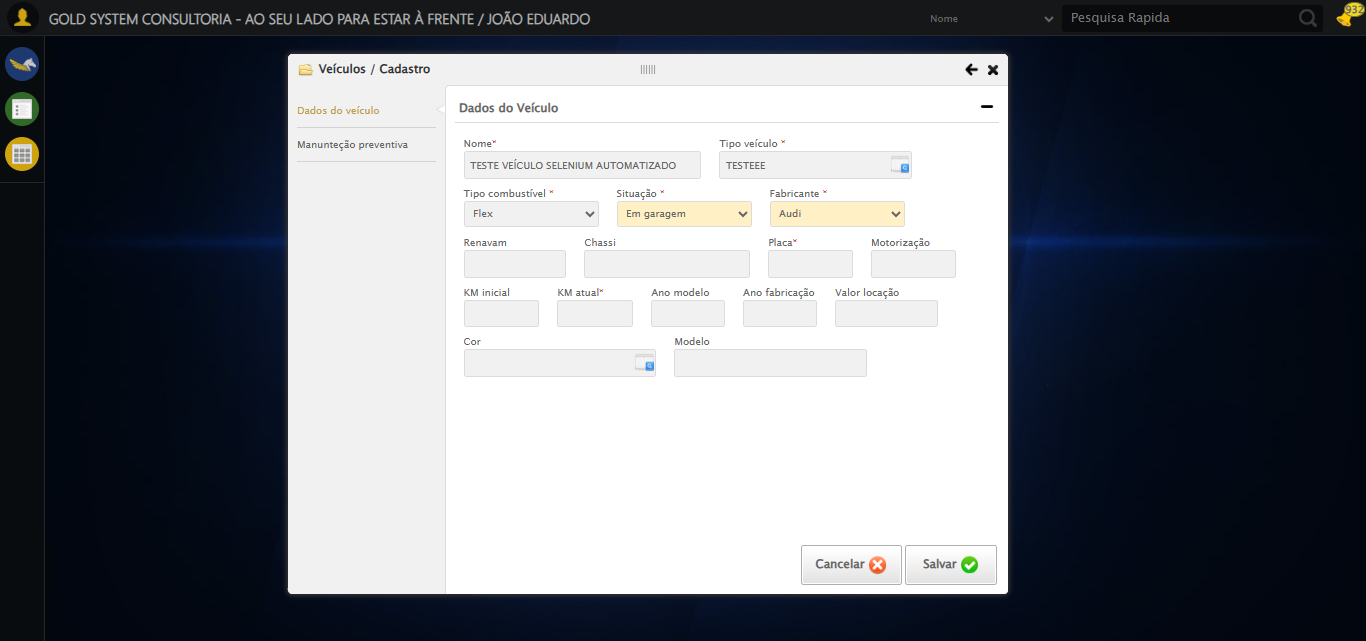 GOLD SYSTEM CONSULTORIA - AO SEU LADO PARA ESTAR À FRENTE / JOÃO EDUARDO
Nome
Pesquisa Rapida
932
Veículos / Cadastro
Dados do veículo
Manunteção preventiva
Dados do Veículo
Nome* Tipo veículo *
TESTE VEÍCULO SELENIUM AUTOMATIZADO TESTEEE
Tipo combustível * Situação * Fabricante *
Flex Em garagem Audi
Renavam Chassi Placa* Motorização
KM inicial KM atual* Ano modelo Ano fabricação Valor locação
Cor Modelo
Cancelar Salvar